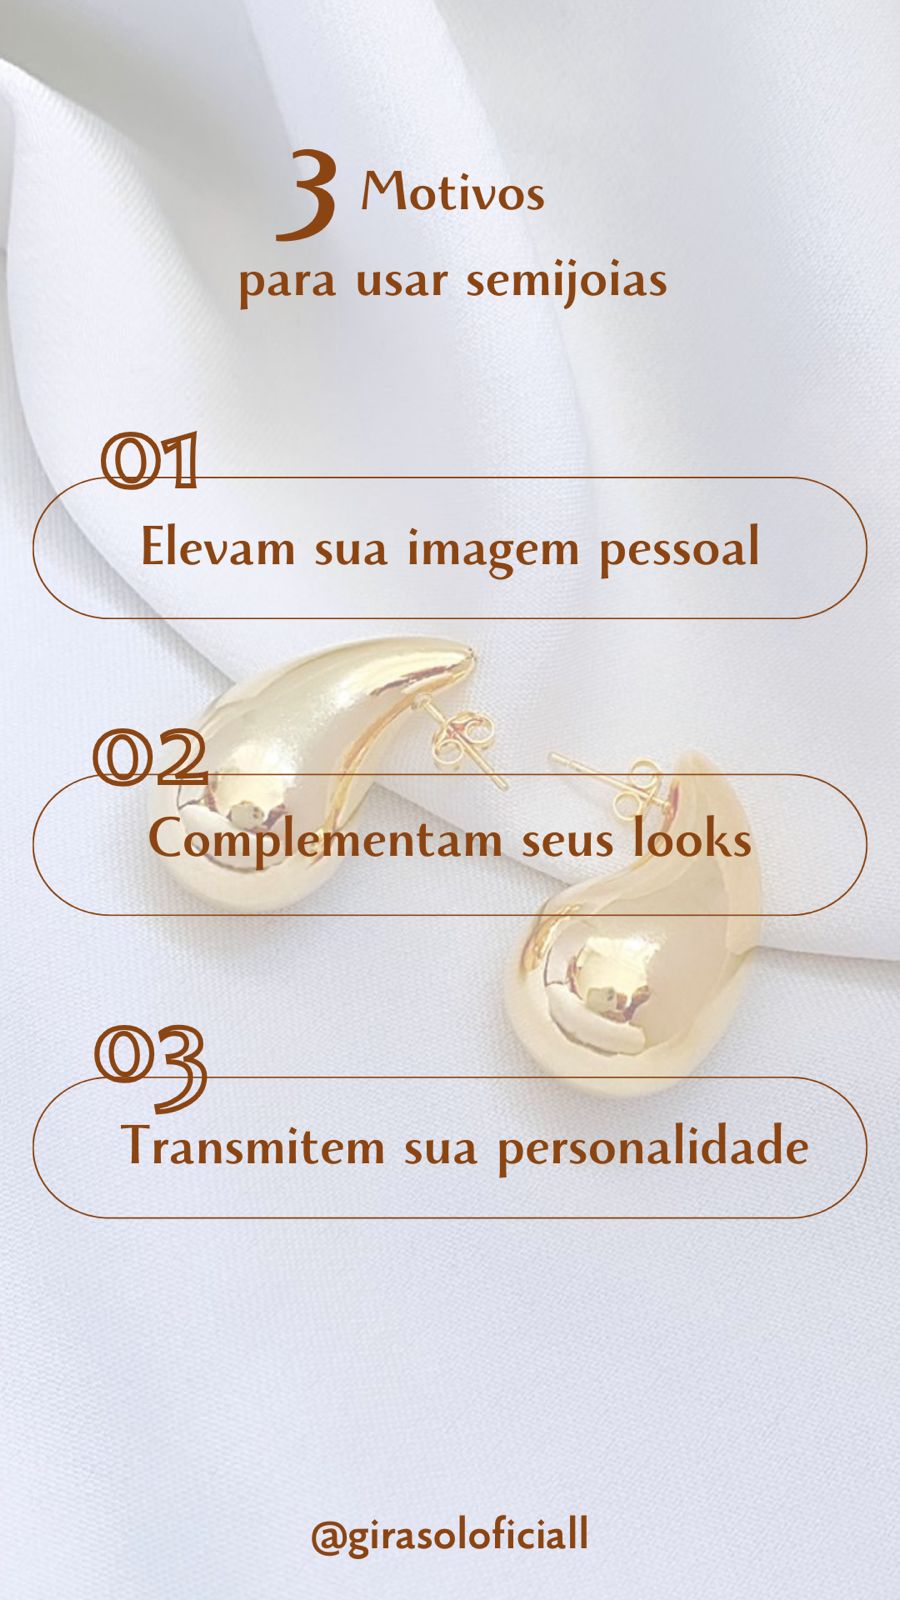 3 Motivos
para usar semijoias
01
Elevam sua imagem pessoal
02
Complementam seus looks
03
Transmitem sua personalidade
@girasoloficiall